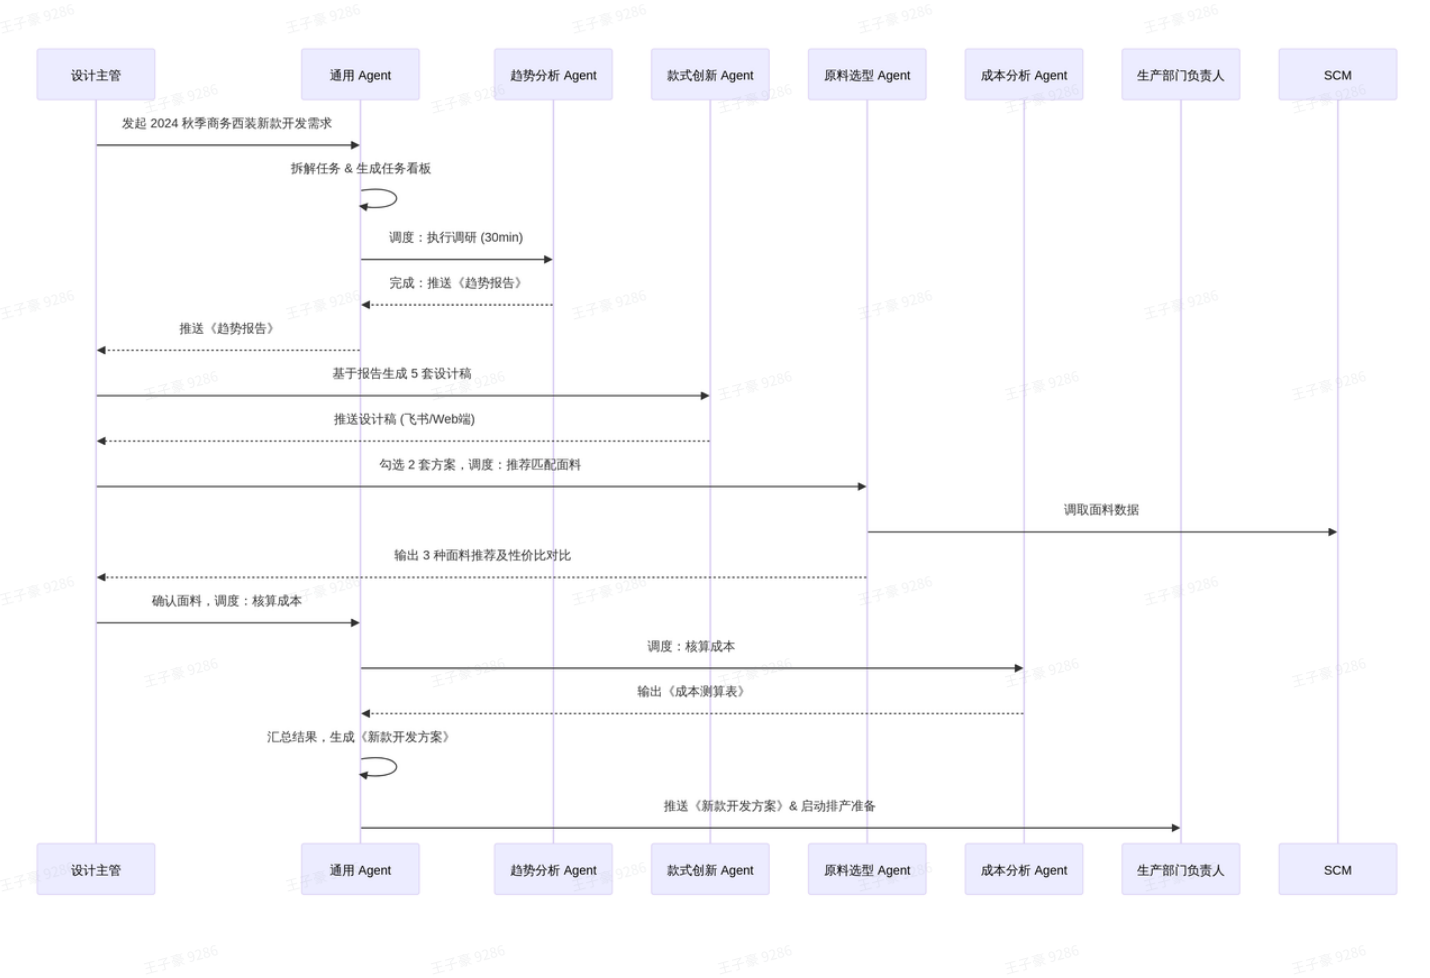 设计主管
通用 Agent
趋势分析 Agent
款式创新 Agent
原料选型 Agent
成本分析 Agent
生产部门负责人
SCM
发起 2024 秋季商务西装新款开发需求
拆解任务 & 生成任务看板
调度：执行调研 (30min)
完成：推送《趋势报告》
推送《趋势报告》
基于报告生成 5 套设计稿
推送设计稿 (飞书/Web端)
勾选 2 套方案，调度：推荐匹配面料
调取面料数据
输出 3 种面料推荐及性价比对比
确认面料，调度：核算成本
调度：核算成本
输出《成本测算表》
汇总结果，生成《新款开发方案》
推送《新款开发方案》& 启动排产准备
设计主管
通用 Agent
趋势分析 Agent
款式创新 Agent
原料选型 Agent
成本分析 Agent
生产部门负责人
SCM
王子豪 9286